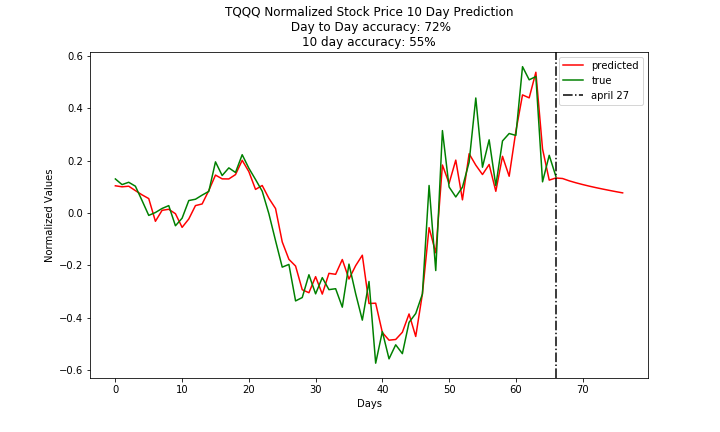 TQQQ Normalized Stock Price 10 Day Prediction
Day to Day accuracy: 72%
10 day accuracy: 55%
predicted
true
april 27
Normalized Values
0.6
0.4
0.2
0.0
−0.2
−0.4
−0.6
0 10 20 30 40 50 60 70
Days